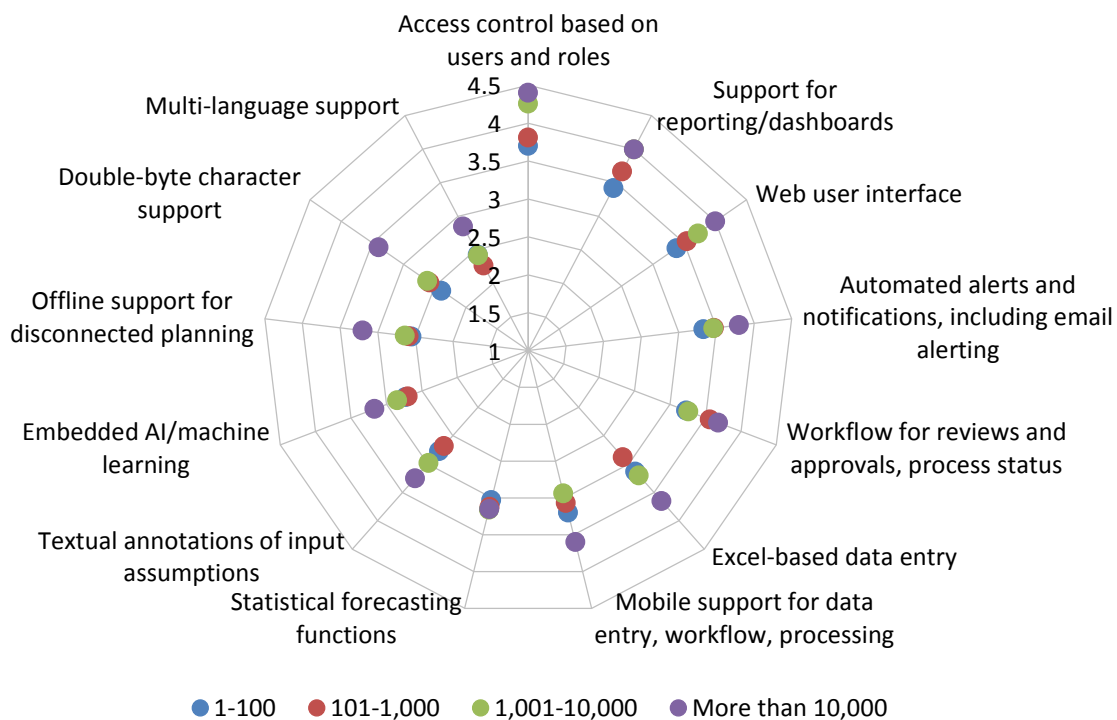 Access control based on
users and roles
Support for
reporting/dashboards
Web user interface
Automated alerts and
notifications, including email
alerting
Workflow for reviews and
approvals, process status
Excel-based data entry
Mobile support for data
entry, workflow, processing
Statistical forecasting
functions
Textual annotations of input
assumptions
Embedded AI/machine
learning
Offline support for
disconnected planning
Double-byte character
support
Multi-language support
4.5
4
3.5
3
2.5
2
1.5
1
1-100
101-1,000
1,001-10,000
More than 10,000